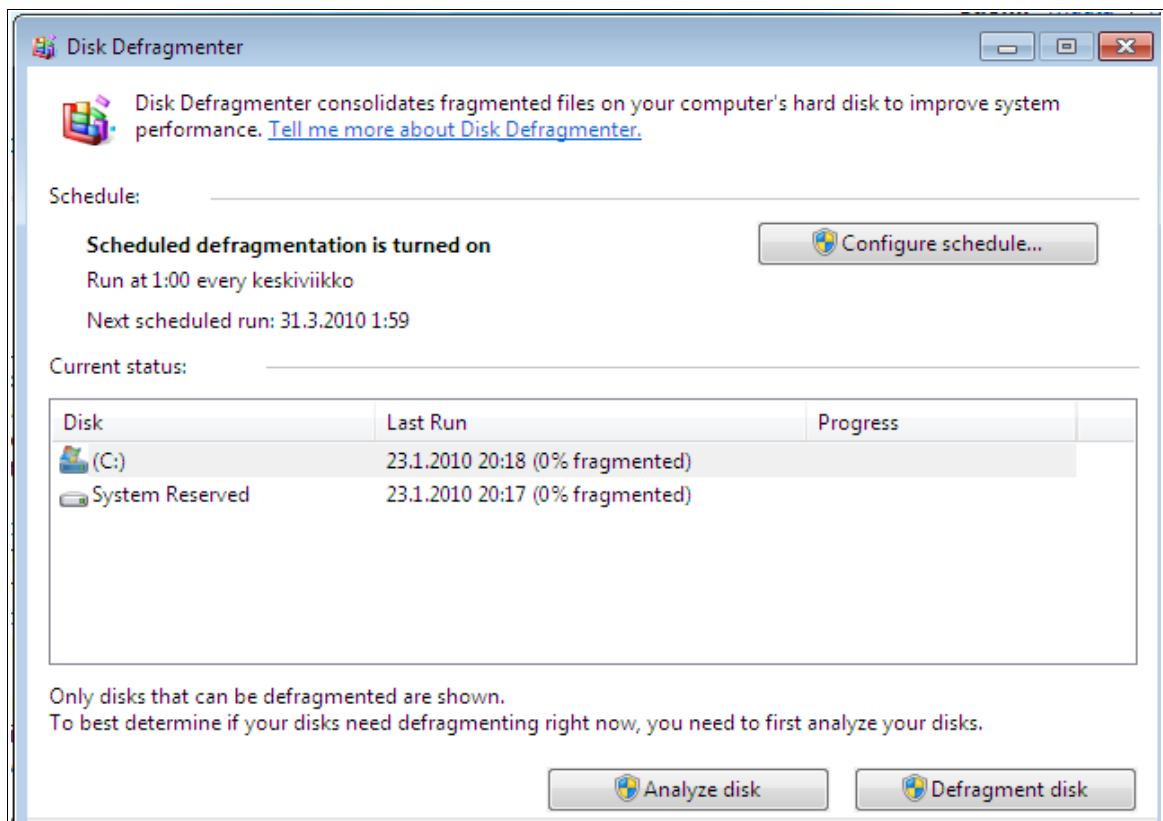 Disk Defragmenter
Disk Defragmenter consolidates fragmented files on your computer's hard disk to improve system
performance. Tell me more about Disk Defragmenter.
Schedule:
Scheduled defragmentation is turned on
Configure schedule...
Run at 1:00 every keskiviikko
Next scheduled run: 31.3.2010 1:59
Current status:
Disk Last Run Progress
(C:) 23.1.2010 20:18 (0% fragmented)
System Reserved 23.1.2010 20:17 (0% fragmented)
Only disks that can be defragmented are shown.
To best determine if your disks need defragmenting right now, you need to first analyze your disks.
Analyze disk Defragment disk